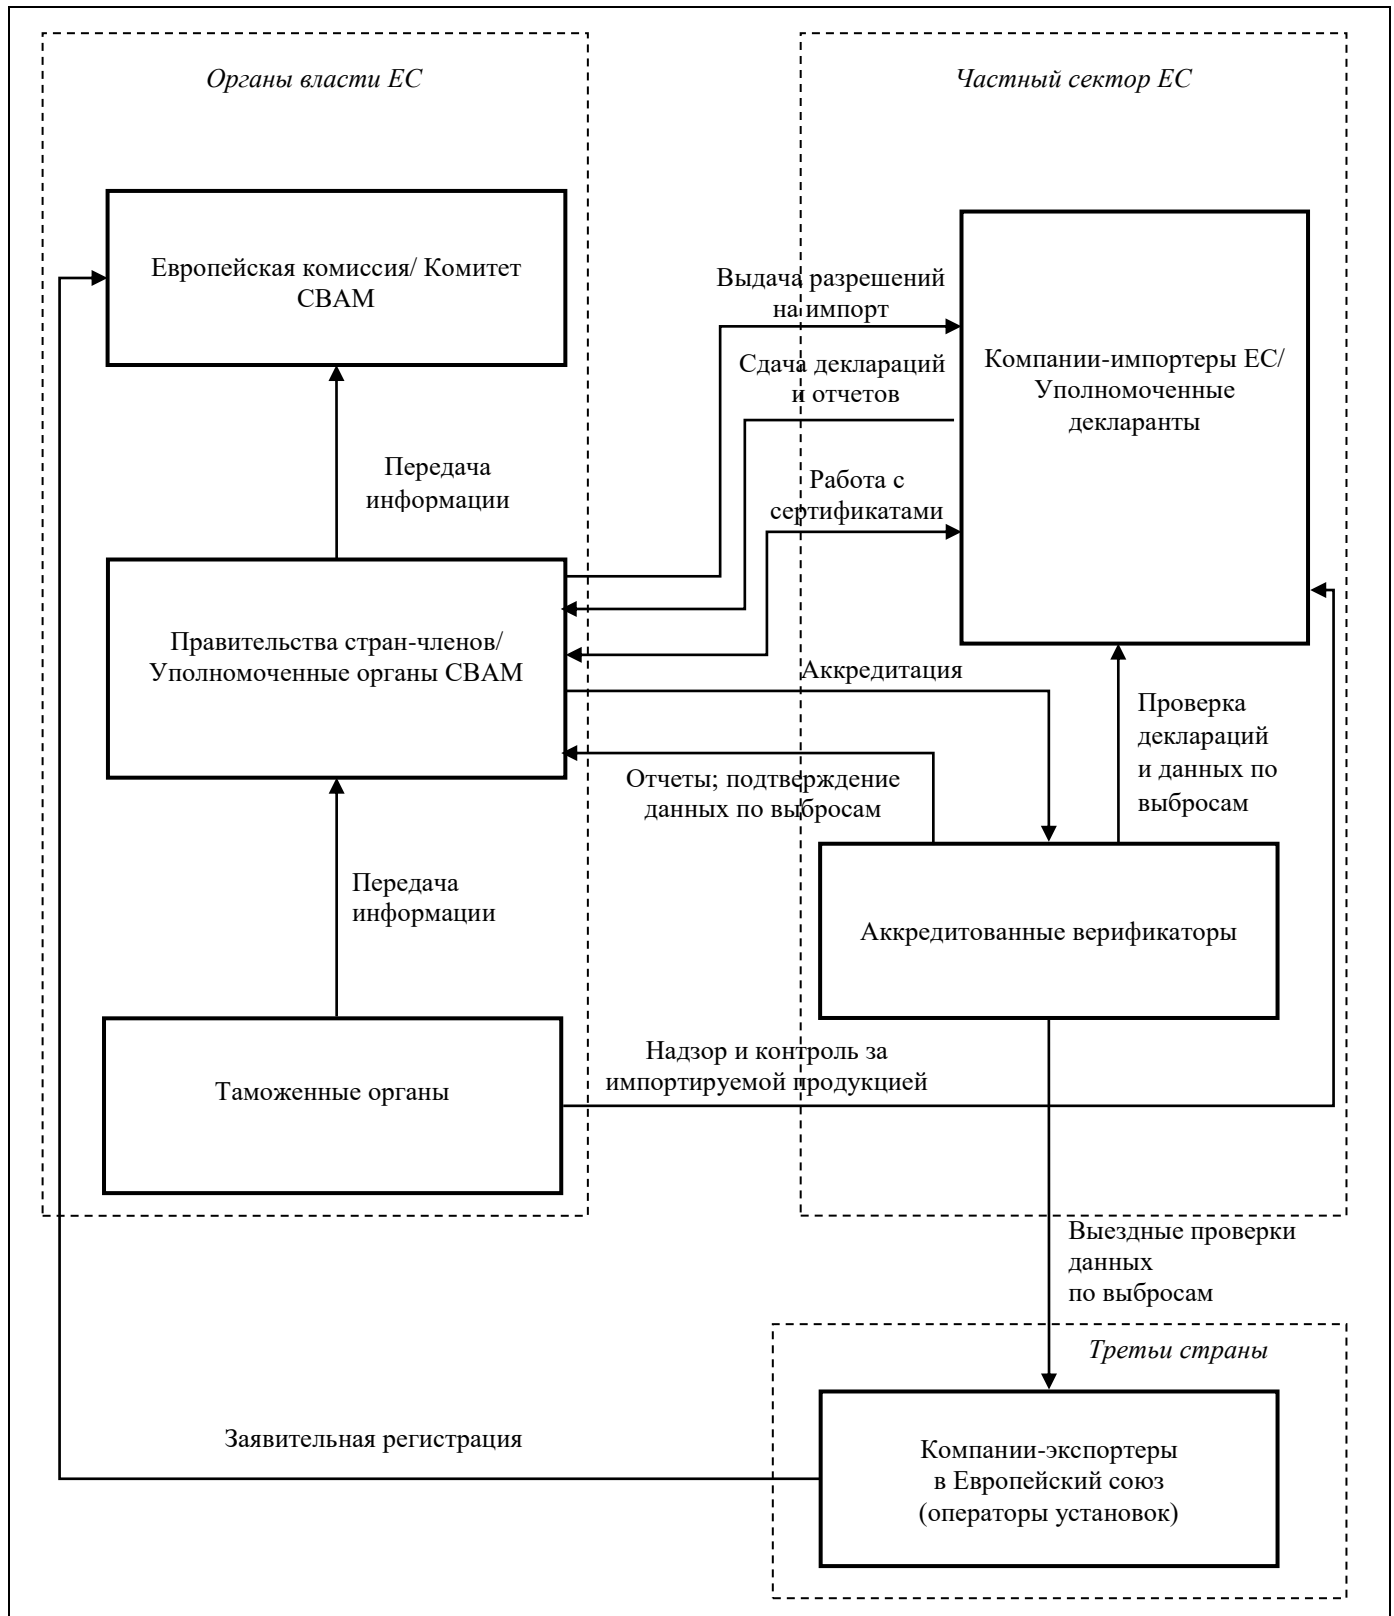 Органы власти ЕС
Частный сектор ЕС
Европейская комиссия/ Комитет
СВАМ
Выдача разрешений
на импорт
Компании-импортеры ЕС/
Уполномоченные
декларанты
Сдача деклараций
и отчетов
Передача
информации
Работа с
сертификатами
Правительства стран-членов/
Уполномоченные органы СВАМ
Аккредитация
Проверка
деклараций
и данных по
выбросам
Отчеты; подтверждение
данных по выбросам
Передача
информации
Аккредитованные верификаторы
Надзор и контроль за
импортируемой продукцией
Таможенные органы
Выездные проверки
данных
по выбросам
Третьи страны
Заявительная регистрация
Компании-экспортеры
в Европейский союз
(операторы установок)